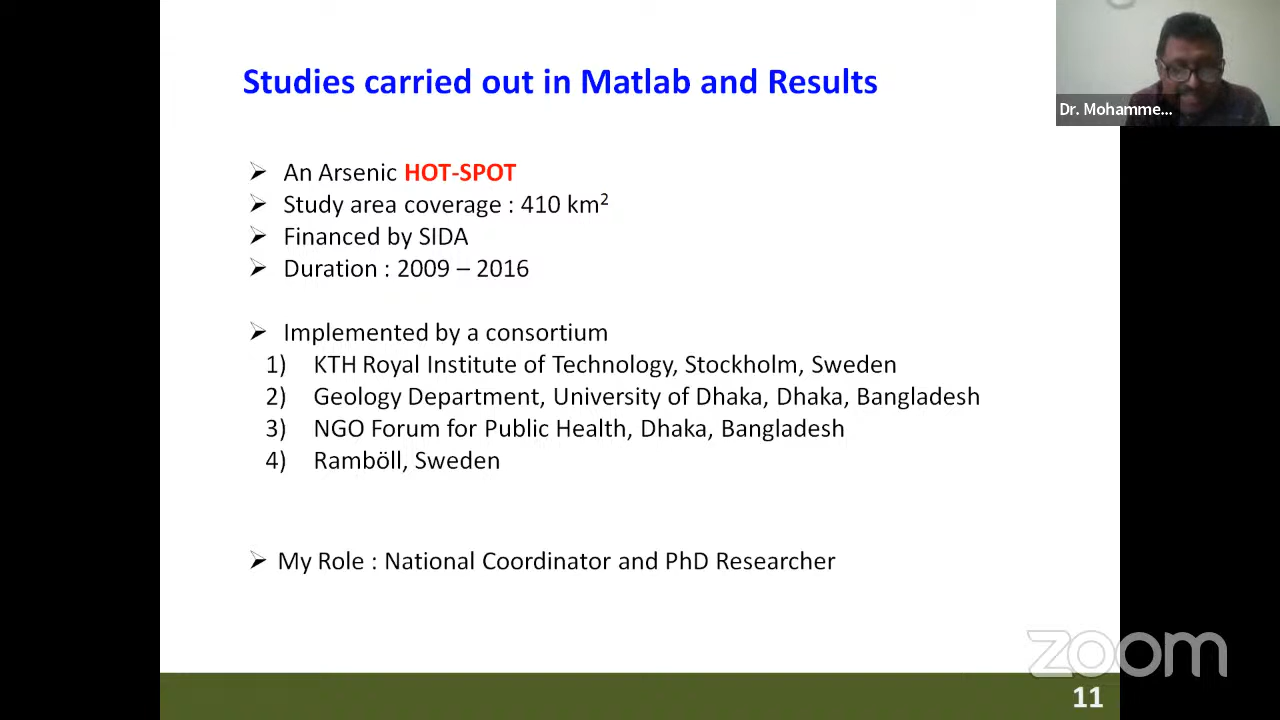 Studies carried out in Matlab and Results
Dr. Mohamme...
➢ An Arsenic HOT-SPOT
➢ Study area coverage : 410 km²
➢ Financed by SIDA
➢ Duration : 2009 – 2016
➢ Implemented by a consortium
1) KTH Royal Institute of Technology, Stockholm, Sweden
2) Geology Department, University of Dhaka, Dhaka, Bangladesh
3) NGO Forum for Public Health, Dhaka, Bangladesh
4) Ramböll, Sweden
➢ My Role : National Coordinator and PhD Researcher
zoom
11